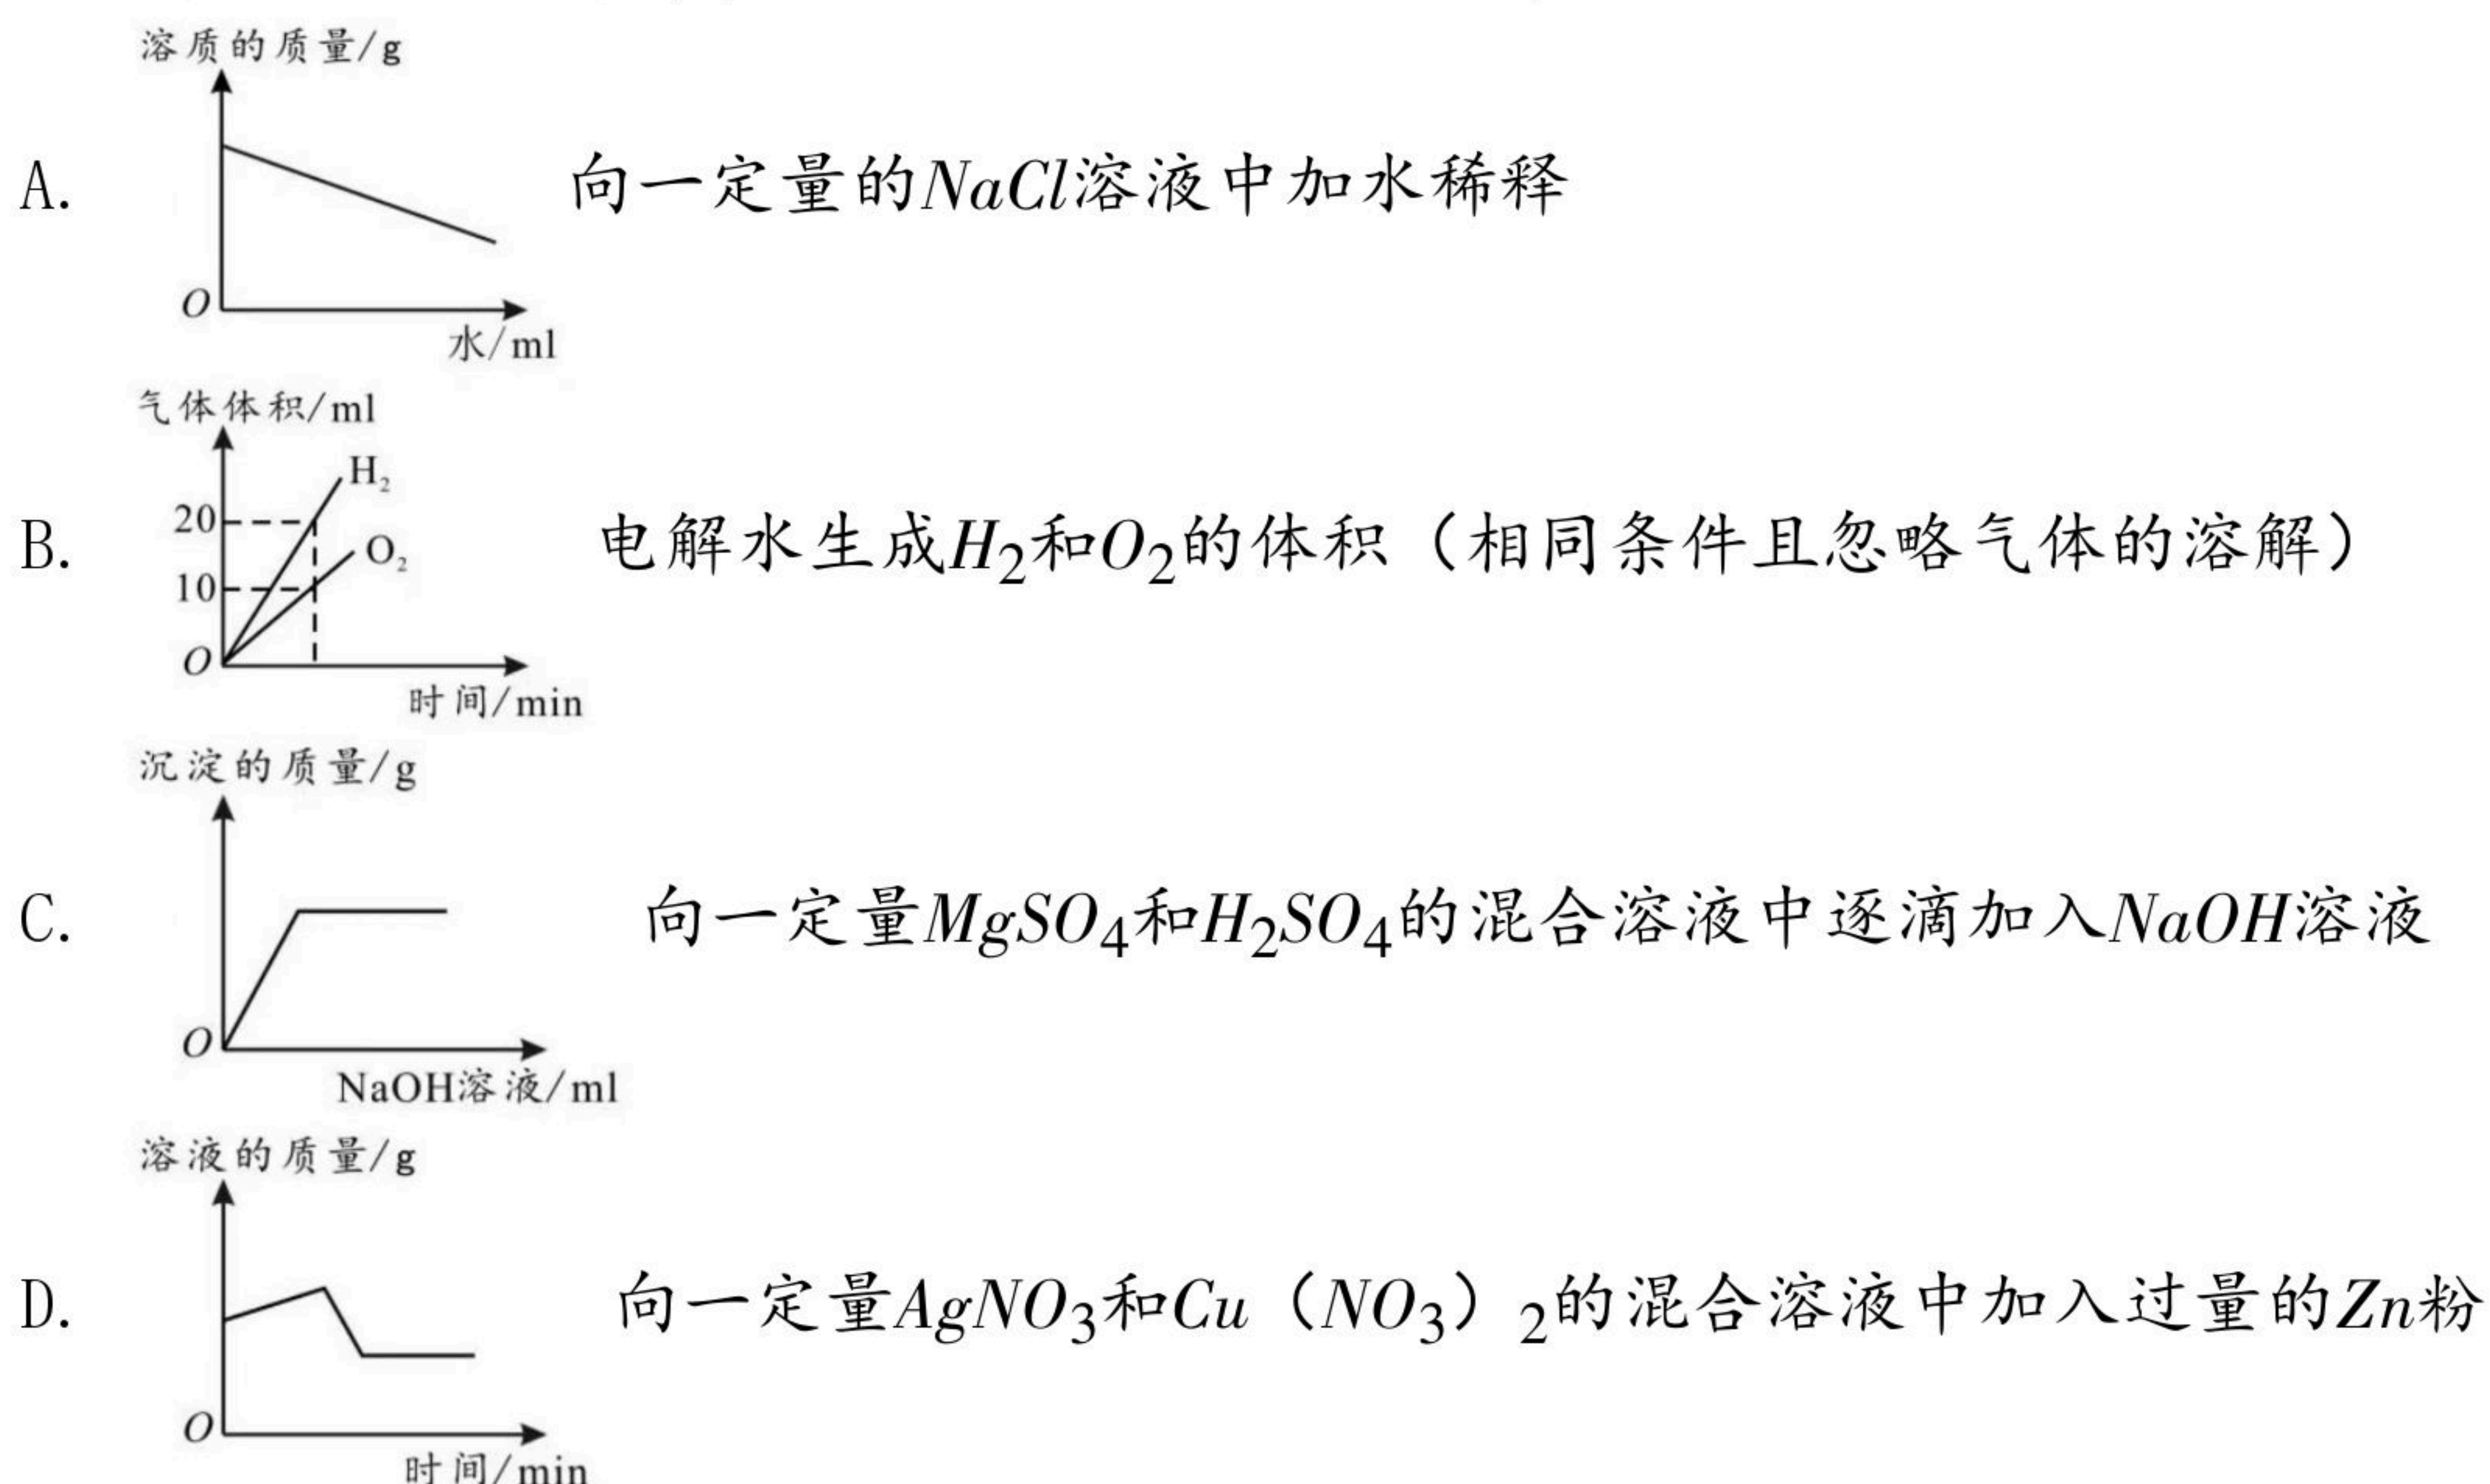 溶质的质量/g
A.
向一定量的NaCl溶液中加水稀释
O
水/ml
气体体积/ml
H₂
20
O₂
B.
电解水生成H₂和O₂的体积（相同条件且忽略气体的溶解）
10
O
时间/min
沉淀的质量/g
C.
向一定量MgSO₄和H₂SO₄的混合溶液中逐滴加入NaOH溶液
O
NaOH溶液/ml
溶液的质量/g
D.
向一定量AgNO₃和Cu（NO₃）₂的混合溶液中加入过量的Zn粉
O
时间/min